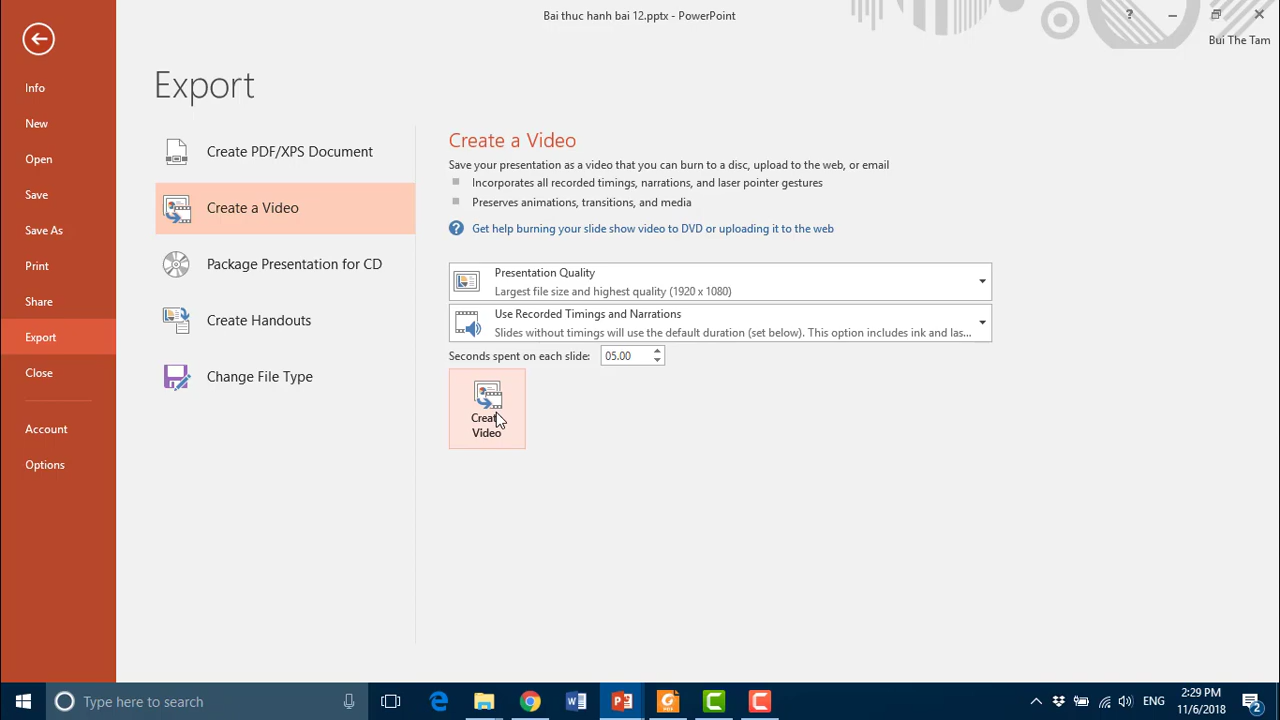 Bai thuc hanh bai 12.pptx - PowerPoint
?
Bui The Tam
Info
New
Open
Save
Save As
Print
Share
Export
Close
Account
Options
Export
Create PDF/XPS Document
Create a Video
Package Presentation for CD
Create Handouts
Change File Type
Create a Video
Save your presentation as a video that you can burn to a disc, upload to the web, or email
Incorporates all recorded timings, narrations, and laser pointer gestures
Preserves animations, transitions, and media
Get help burning your slide show video to DVD or uploading it to the web
Presentation Quality
Largest file size and highest quality (1920 x 1080)
Use Recorded Timings and Narrations
Slides without timings will use the default duration (set below). This option includes ink and las...
Seconds spent on each slide: 05.00
Create
Video
Type here to search
ENG
2:29 PM
11/6/2018
2